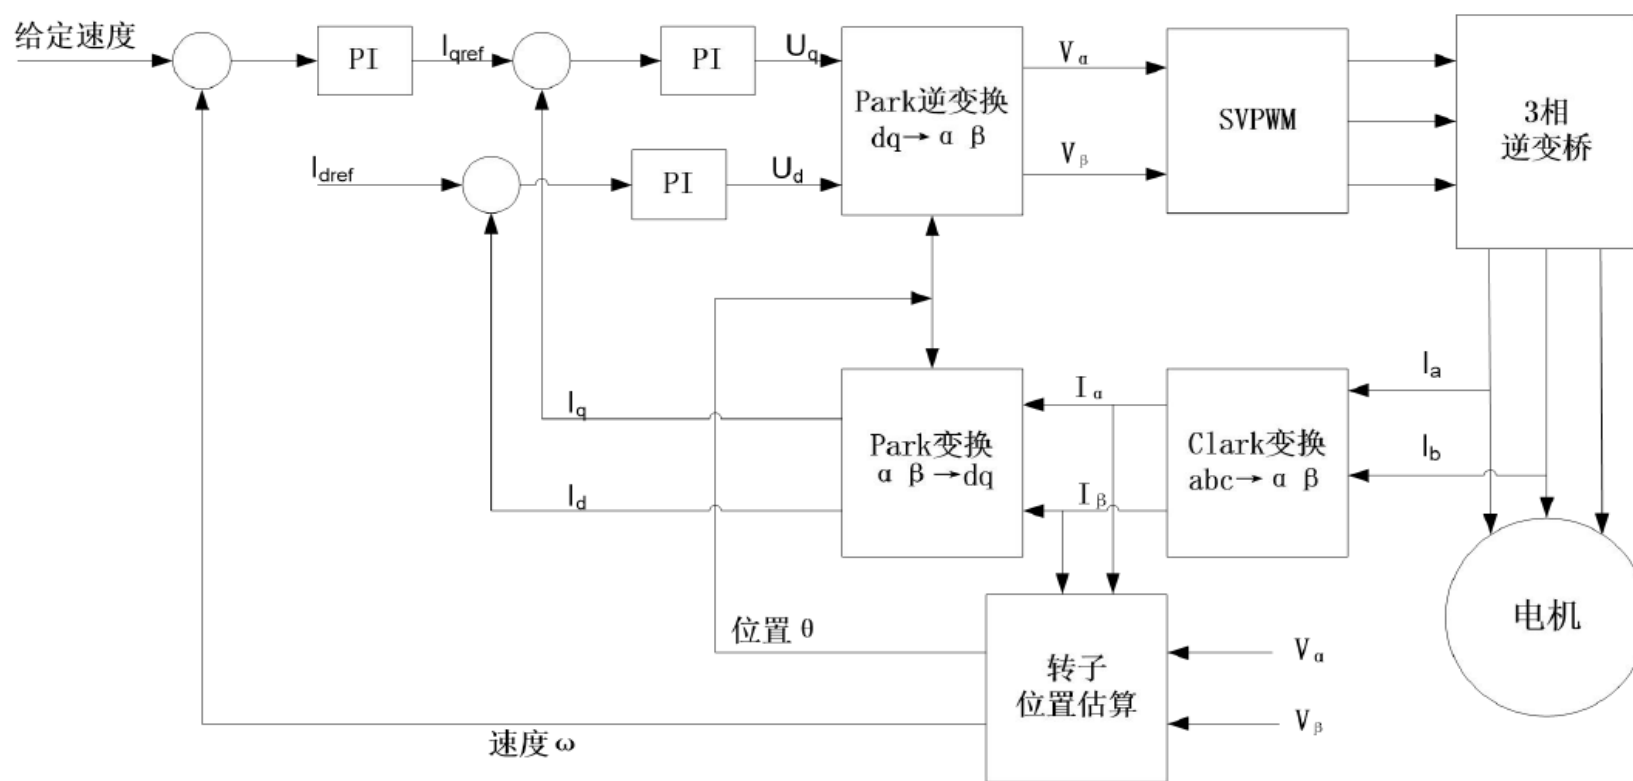 给定速度
PI
Iqref
PI
Uq
Park逆变换
dq→α β
Vα
Vβ
SVPWM
3相
逆变桥
Idref
PI
Ud
Iq
Id
Park变换
α β→dq
Iα
Iβ
Clark变换
abc→α β
Ia
Ib
电机
位置θ
速度ω
转子
位置估算
Vα
Vβ